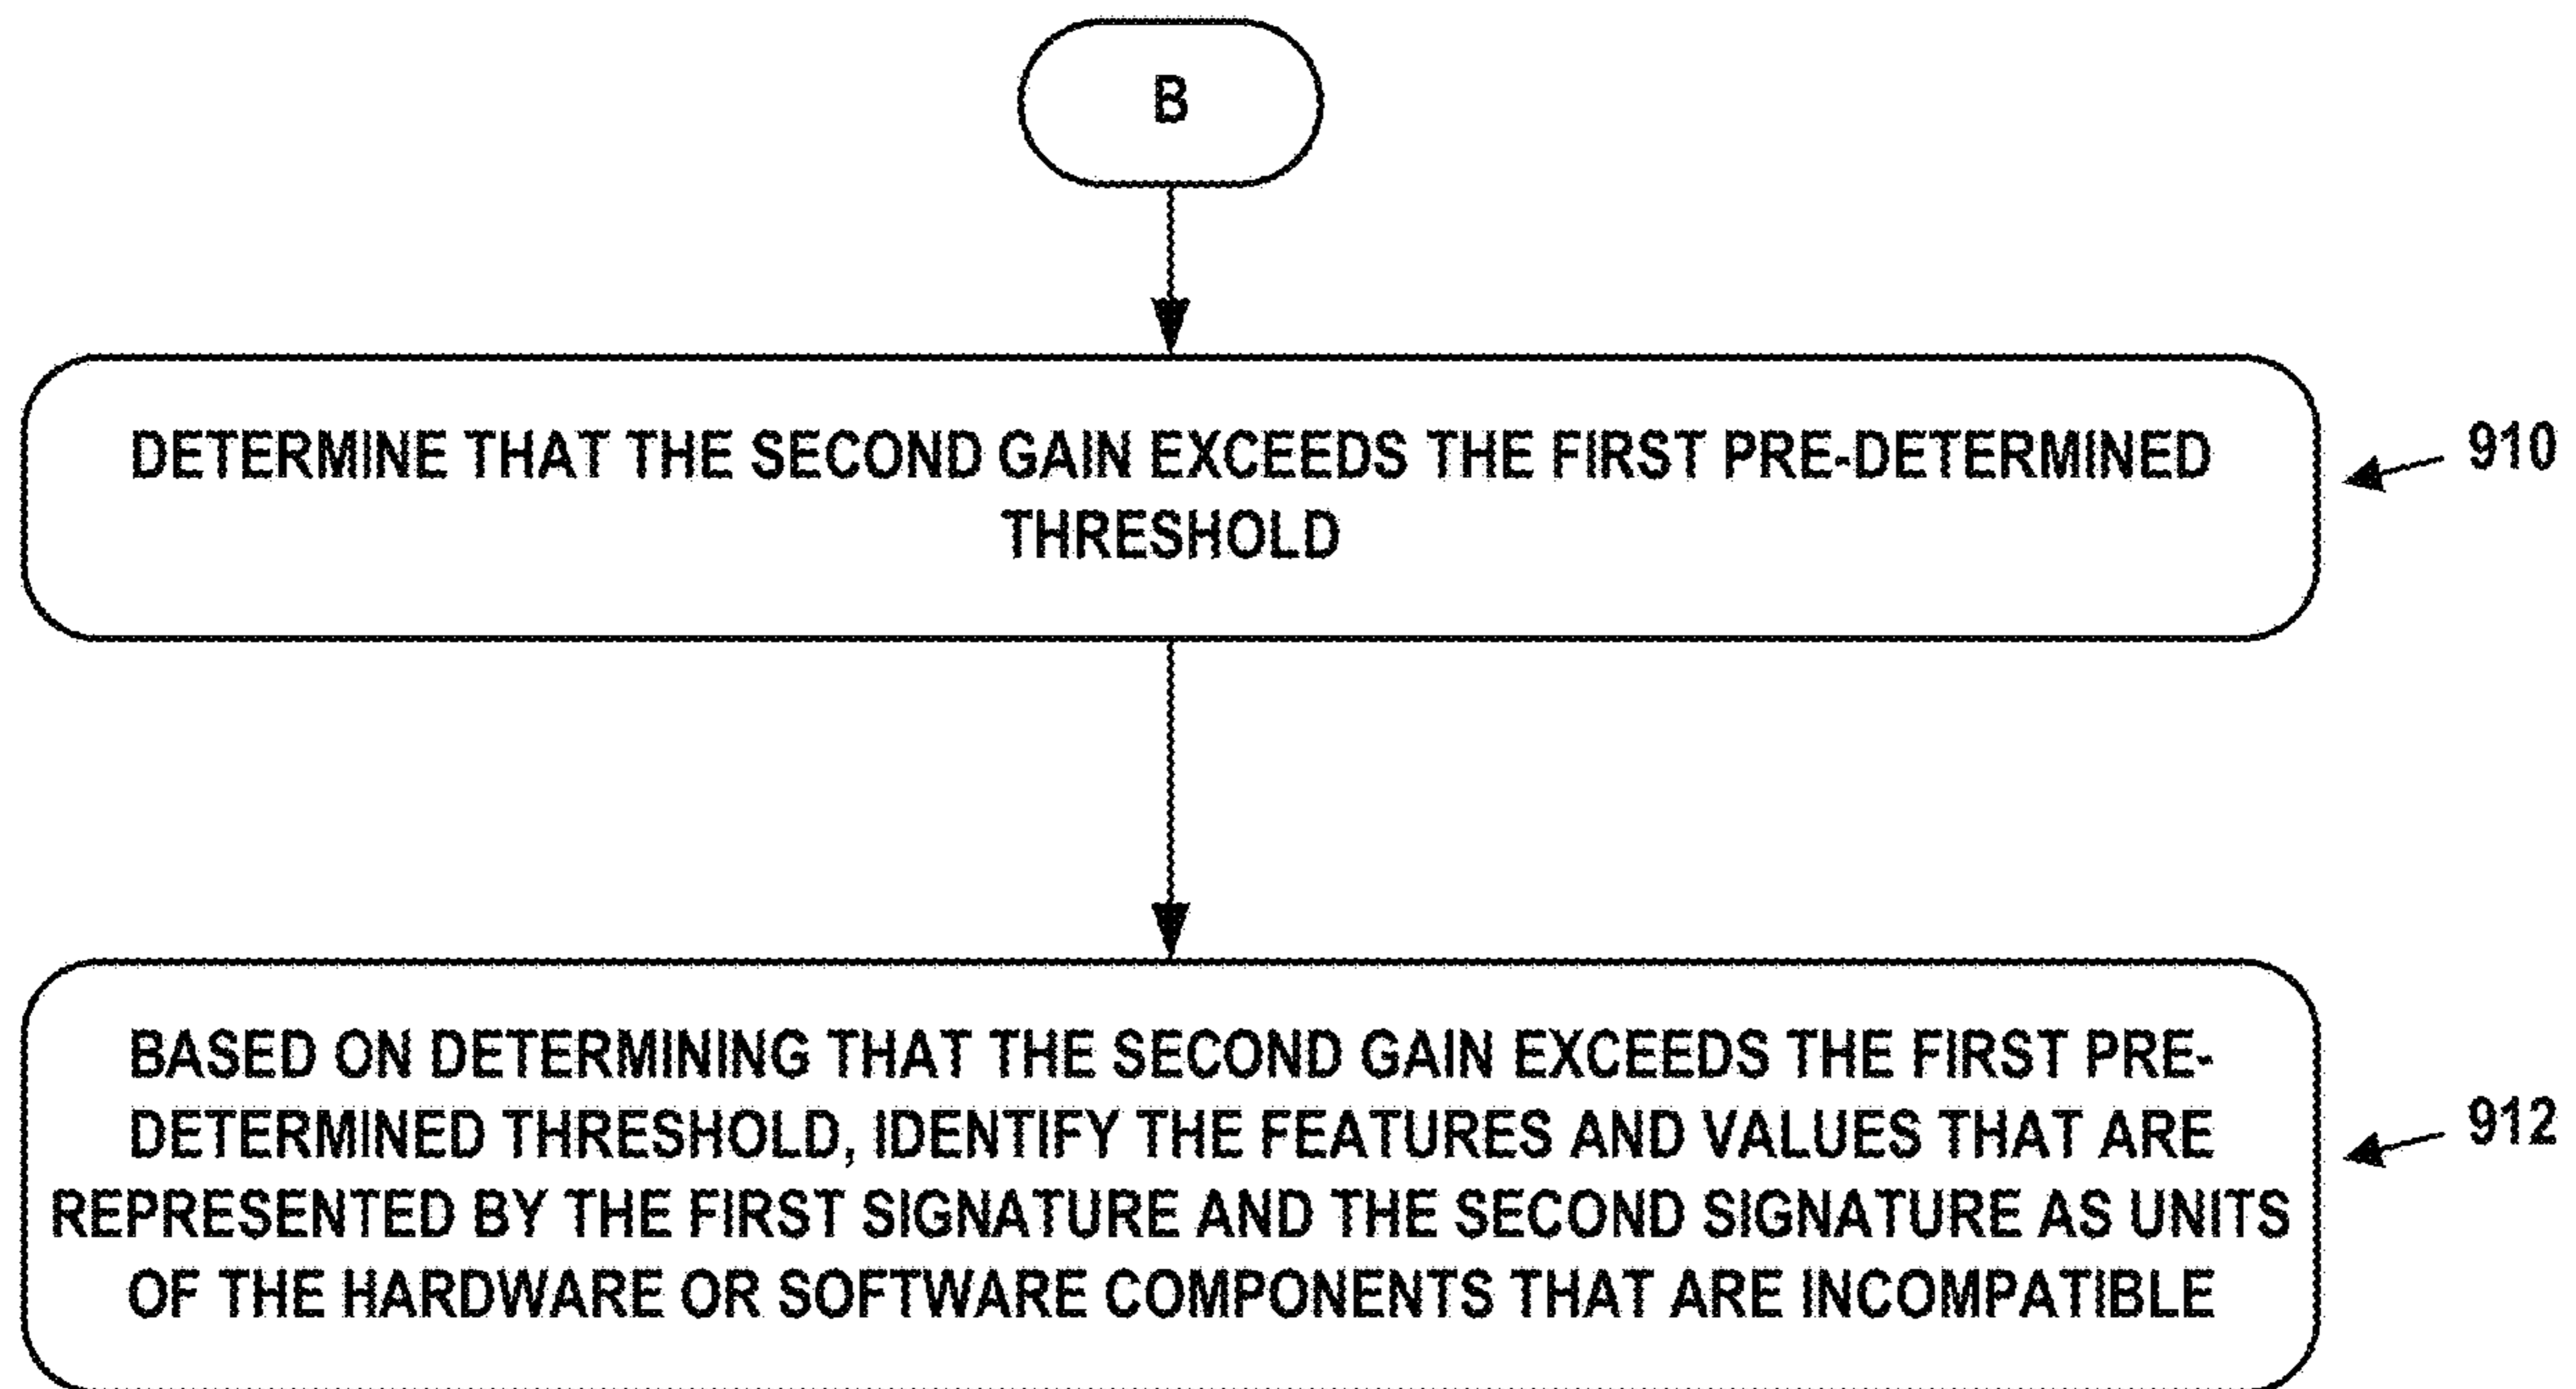 B
DETERMINE THAT THE SECOND GAIN EXCEEDS THE FIRST PRE-DETERMINED
THRESHOLD
910
BASED ON DETERMINING THAT THE SECOND GAIN EXCEEDS THE FIRST PRE-
DETERMINED THRESHOLD, IDENTIFY THE FEATURES AND VALUES THAT ARE
REPRESENTED BY THE FIRST SIGNATURE AND THE SECOND SIGNATURE AS UNITS
OF THE HARDWARE OR SOFTWARE COMPONENTS THAT ARE INCOMPATIBLE
912